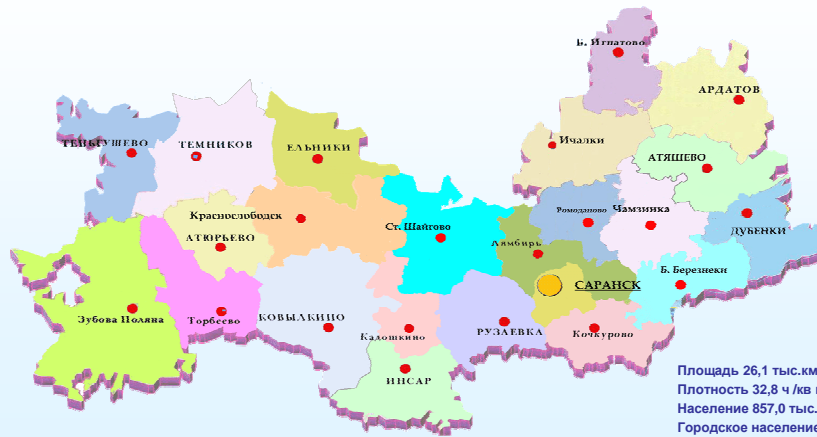 Б. Игнатово
АРДАТОВ
ТЕНЬГУШЕВО
ТЕМНИКОВ
ЕЛЬНИКИ
Ичалки
АТЯШЕВО
Краснослободск
Ст. Шайгово
Ромоданово
Чамзинка
АТЮРЬЕВО
Лямбирь
ДУБЕНКИ
Б. Березники
САРАНСК
Зубова Поляна
Торбеево
КОВЫЛКИНО
Кадошкино
РУЗАЕВКА
Кочкурово
ИНСАР
Площадь 26,1 тыс.км
Плотность 32,8 ч /кв
Население 857,0 тыс.
Городское население